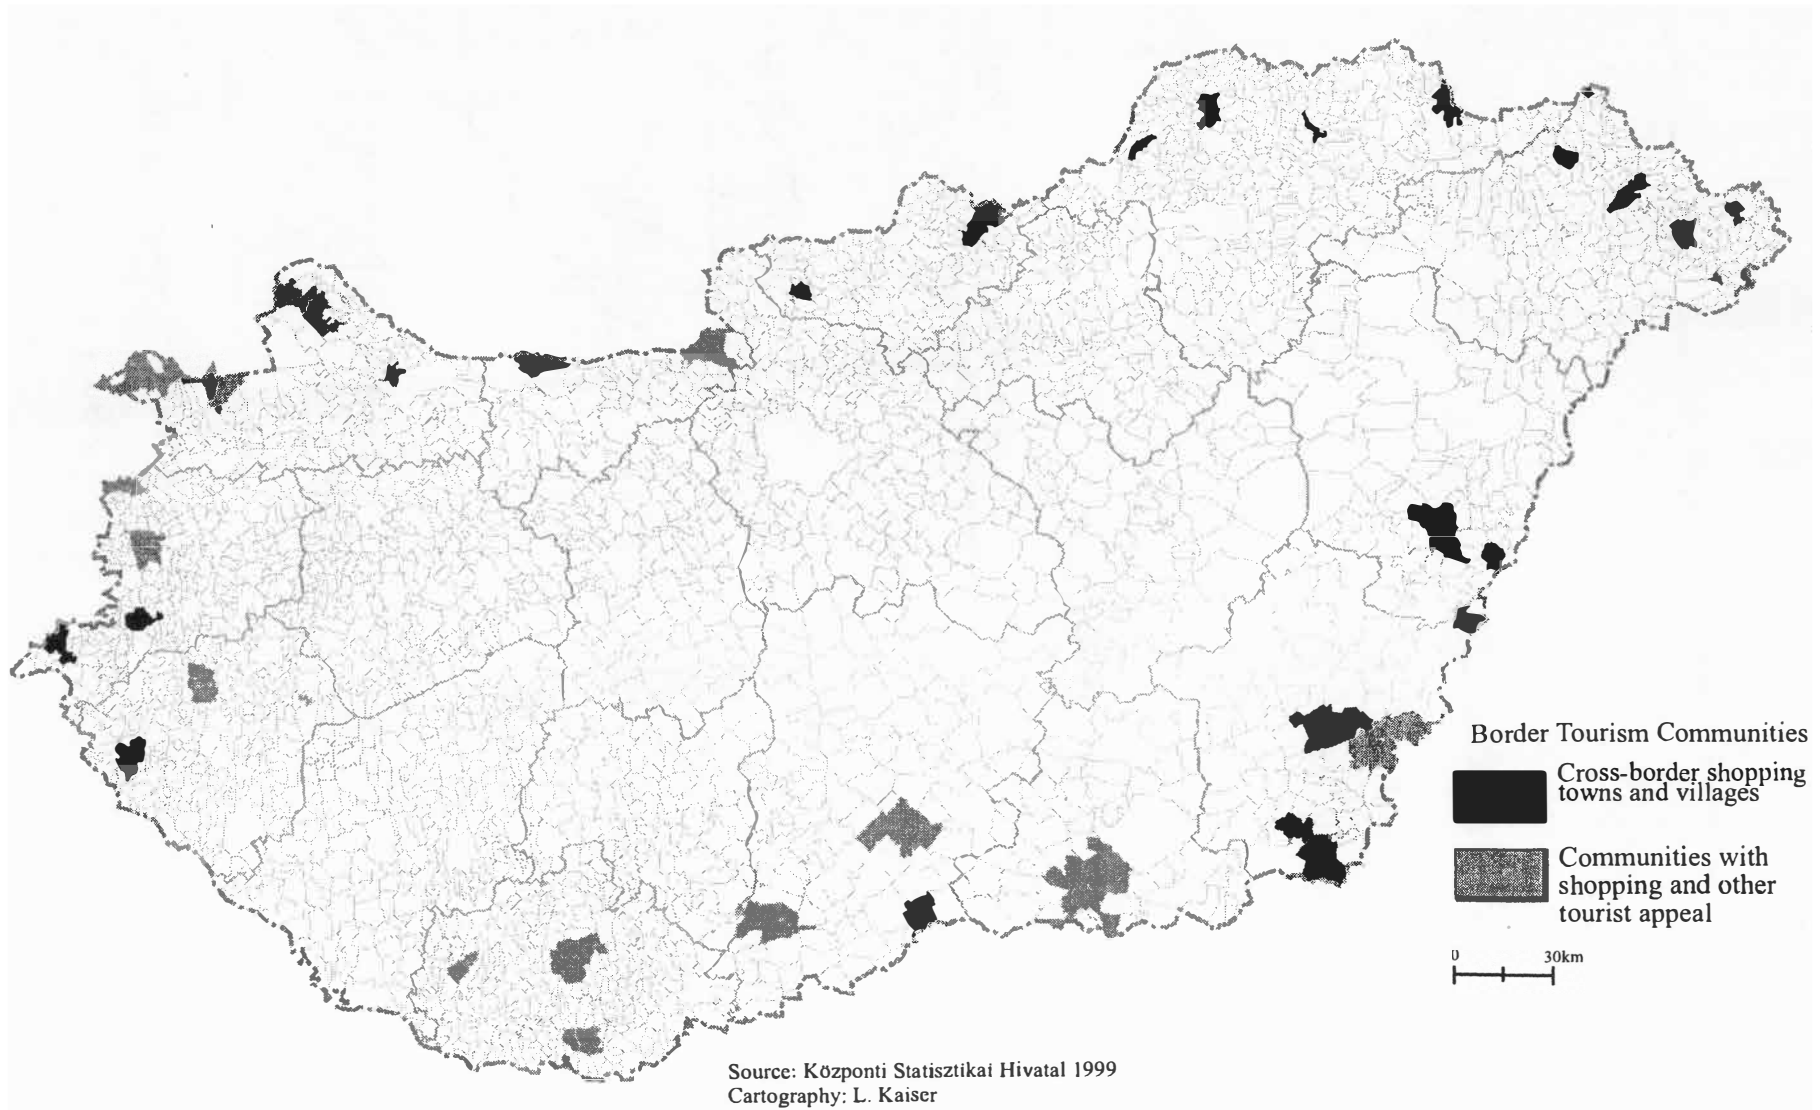 Border Tourism Communities
Cross-border shopping
towns and villages
Communities with
shopping and other
tourist appeal
0 30km
Source: Központi Statisztikai Hivatal 1999
Cartography: L. Kaiser